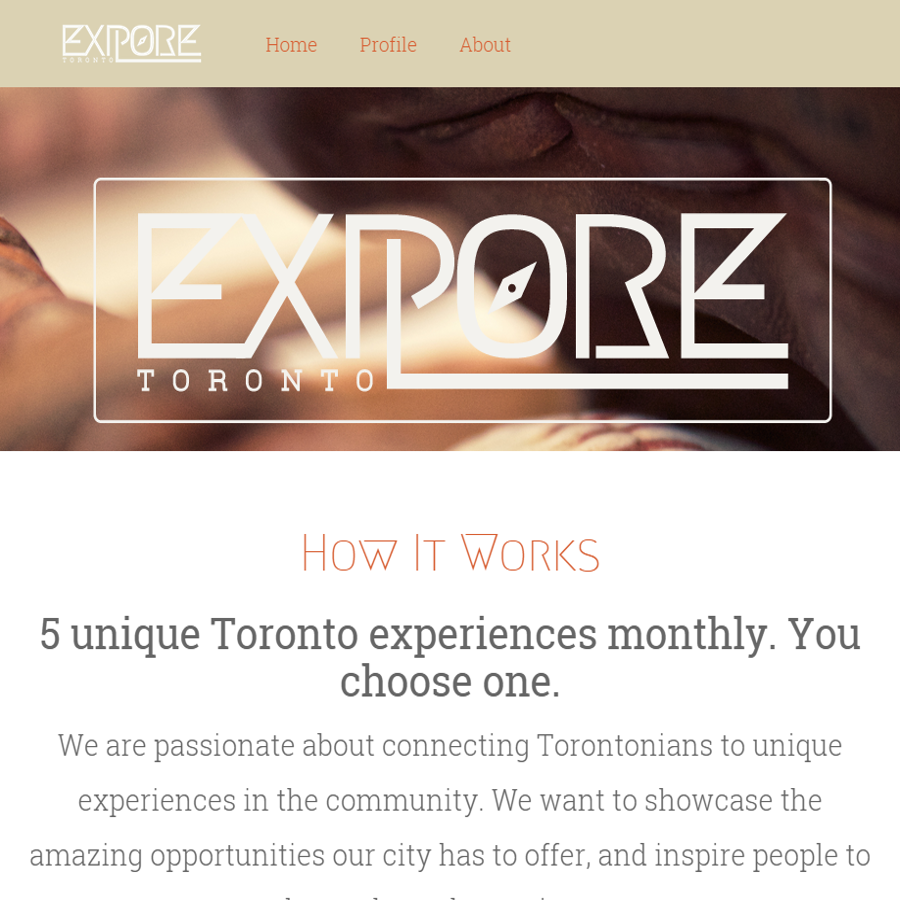 EXPLORE
TORONTO
Home Profile About
EXPLORE
TORONTO
How It Works
5 unique Toronto experiences monthly. You
choose one.
We are passionate about connecting Torontonians to unique
experiences in the community. We want to showcase the
amazing opportunities our city has to offer, and inspire people to